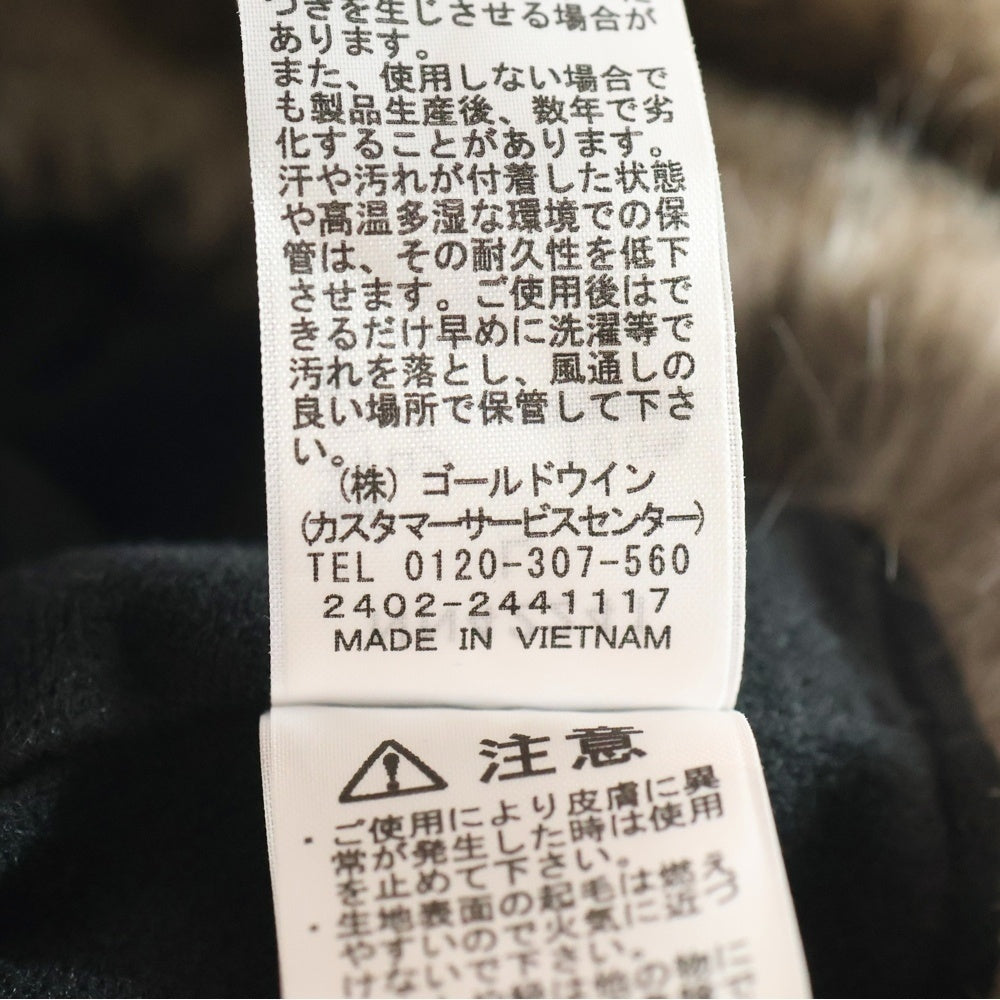 つきを生じさせる場合が
あります。
また、使用しない場合で
も製品生産後、数年で劣
化することがあります。
汗や汚れが付着した状態
や高温多湿な環境での保
管は、その耐久性を低下
させます。ご使用後はで
きるだけ早めに洗濯等で
汚れを落とし、風通しの
良い場所で保管して下さ
い。
(株) ゴールドウイン
(カスタマーサービスセンター)
TEL 0120-307-560
2402-2441117
MADE IN VIETNAM
注意
・ご使用により皮膚に異
常が発生した時は使用
を止めて下さい。
・生地表面の起毛は燃えつ
やすいので火気に近